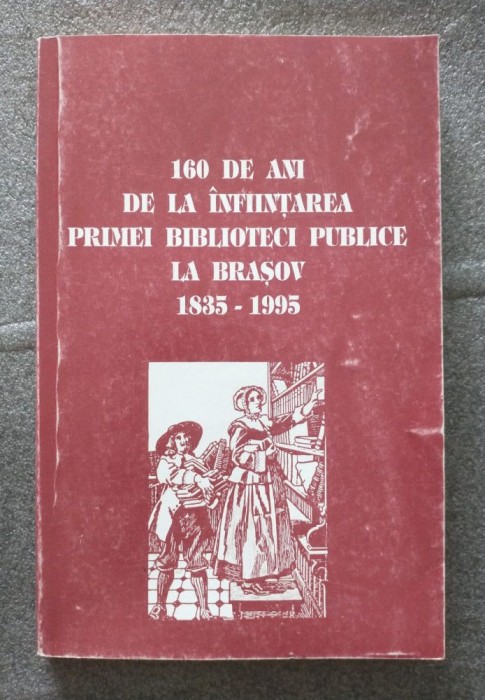 160 DE ANI
DE LA ÎNFIINȚAREA
PRIMEI BIBLIOTECI PUBLICE
LA BRAȘOV
1835 - 1995